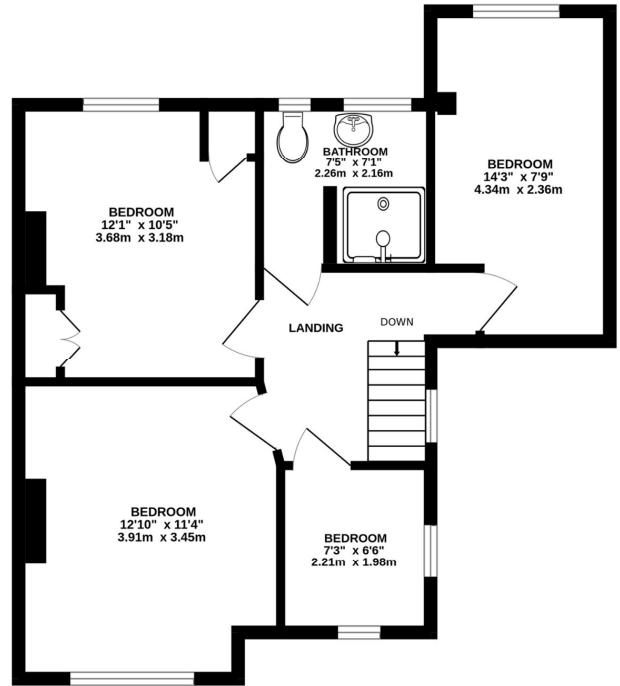 BATHROOM
7'5" x 7'1"
2.26m x 2.16m
BEDROOM
14'3" x 7'9"
4.34m x 2.36m
BEDROOM
12'1" x 10'5"
3.68m x 3.18m
LANDING
DOWN
BEDROOM
12'10" x 11'4"
3.91m x 3.45m
BEDROOM
7'3" x 6'6"
2.21m x 1.98m